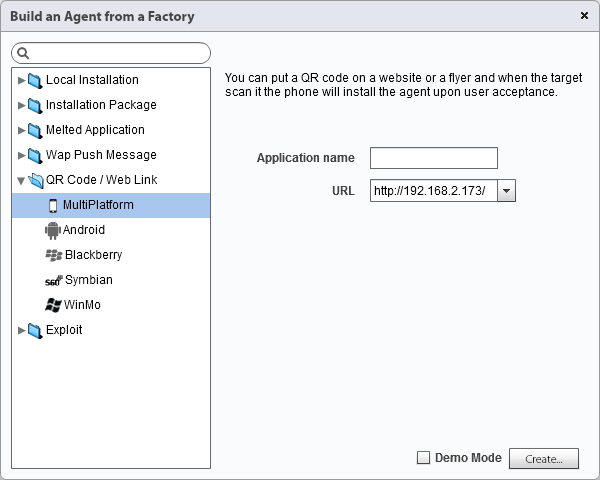 Build an Agent from a Factory
Local Installation
Installation Package
Melted Application
Wap Push Message
QR Code / Web Link
MultiPlatform
Android
Blackberry
S60 Symbian
WinMo
Exploit
You can put a QR code on a website or a flyer and when the target
scan it the phone will install the agent upon user acceptance.
Application name
URL http://192.168.2.173/
Demo Mode Create...